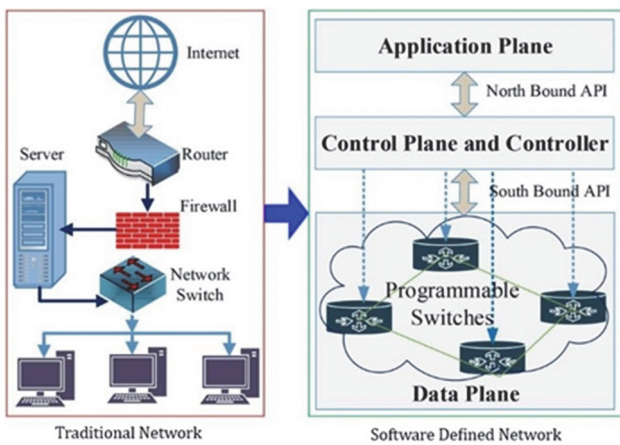 Internet
Router
Server
Firewall
Network
Switch
Traditional Network
Application Plane
North Bound API
Control Plane and Controller
South Bound API
Programmable
Switches
Data Plane
Software Defined Network